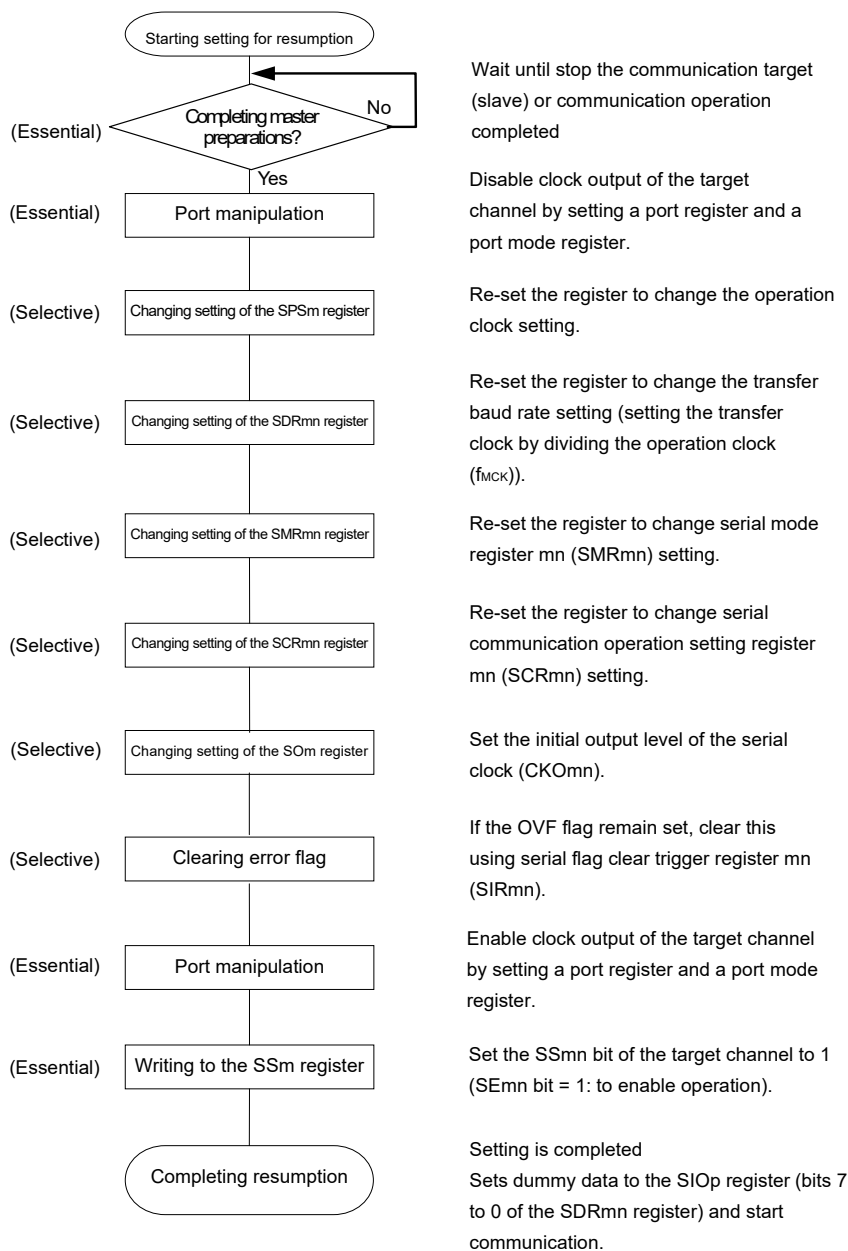 Starting setting for resumption
Wait until stop the communication target
(slave) or communication operation
completed
(Essential)
Completing master
preparations?
No
Yes
(Essential)
Port manipulation
Disable clock output of the target
channel by setting a port register and a
port mode register.
(Selective)
Changing setting of the SPSm register
Re-set the register to change the operation
clock setting.
(Selective)
Changing setting of the SDRmn register
Re-set the register to change the transfer
baud rate setting (setting the transfer
clock by dividing the operation clock
(fMCK)).
(Selective)
Changing setting of the SMRmn register
Re-set the register to change serial mode
register mn (SMRmn) setting.
(Selective)
Changing setting of the SCRmn register
Re-set the register to change serial
communication operation setting register
mn (SCRmn) setting.
(Selective)
Changing setting of the SOm register
Set the initial output level of the serial
clock (CKOmn).
(Selective)
Clearing error flag
If the OVF flag remain set, clear this
using serial flag clear trigger register mn
(SIRmn).
(Essential)
Port manipulation
Enable clock output of the target channel
by setting a port register and a port mode
register.
(Essential)
Writing to the SSm register
Set the SSmn bit of the target channel to 1
(SEmn bit = 1: to enable operation).
Completing resumption
Setting is completed
Sets dummy data to the SIOp register (bits 7
to 0 of the SDRmn register) and start
communication.